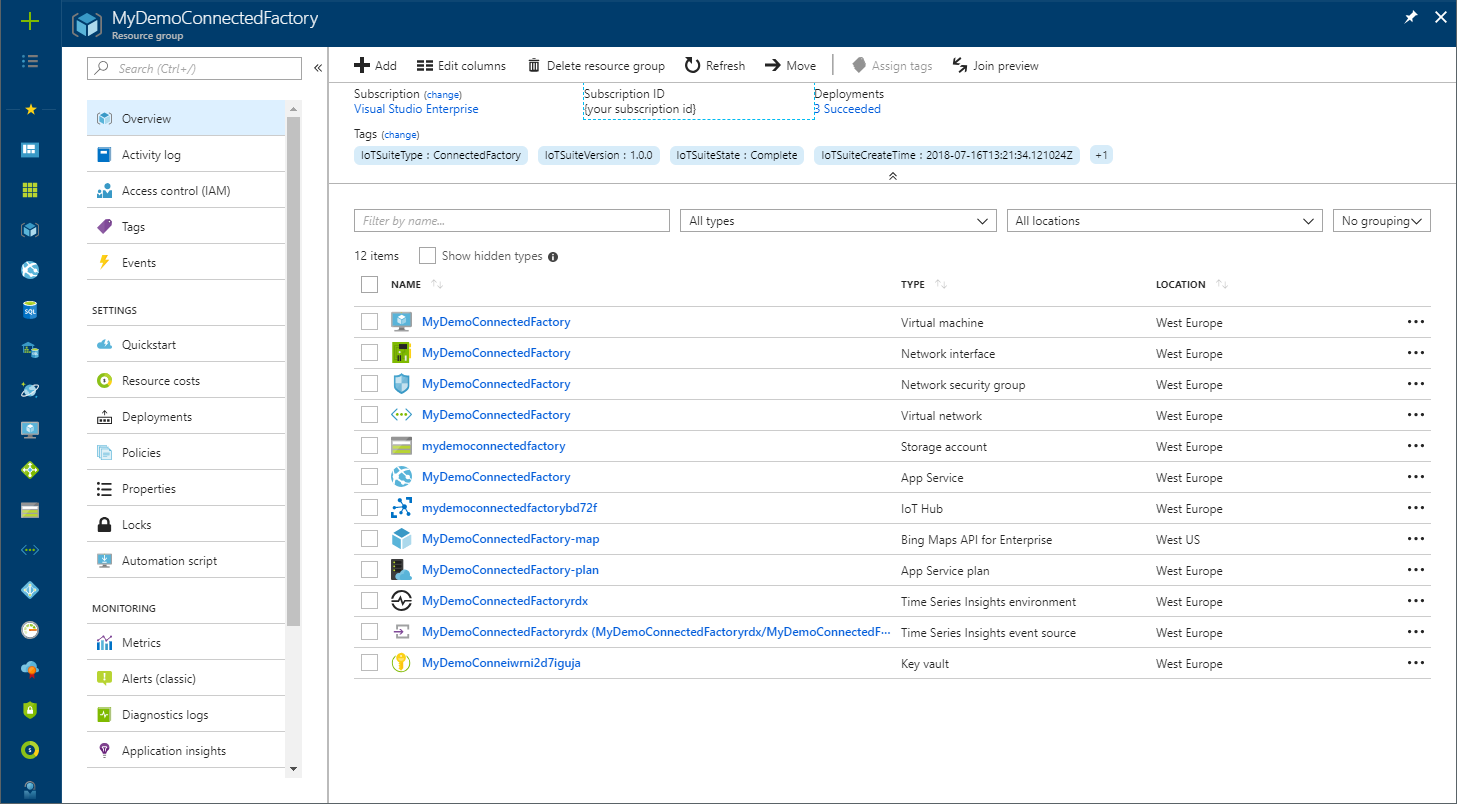 MyDemoConnectedFactory
Resource group
Search (Ctrl+/)
Overview
Activity log
Access control (IAM)
Tags
Events
SETTINGS
Quickstart
Resource costs
Deployments
Policies
Properties
Locks
Automation script
MONITORING
Metrics
Alerts (classic)
Diagnostics logs
Application insights
Add Edit columns Delete resource group Refresh Move Assign tags Join preview
Subscription (change) Subscription ID Deployments
Visual Studio Enterprise {your subscription id} 3 Succeeded
Tags (change)
IoTSuiteType : ConnectedFactory IoTSuiteVersion : 1.0.0 IoTSuiteState : Complete IoTSuiteCreateTime : 2018-07-16T13:21:34.121024Z +1
Filter by name... All types All locations No grouping
12 items Show hidden types
NAME TYPE LOCATION
MyDemoConnectedFactory Virtual machine West Europe
MyDemoConnectedFactory Network interface West Europe
MyDemoConnectedFactory Network security group West Europe
MyDemoConnectedFactory Virtual network West Europe
mydemoconnectedfactory Storage account West Europe
MyDemoConnectedFactory App Service West Europe
mydemoconnectedfactorybd72f IoT Hub West Europe
MyDemoConnectedFactory-map Bing Maps API for Enterprise West US
MyDemoConnectedFactory-plan App Service plan West Europe
MyDemoConnectedFactoryrdx Time Series Insights environment West Europe
MyDemoConnectedFactoryrdx (MyDemoConnectedFactoryrdx/MyDemoConnectedF··· Time Series Insights event source West Europe
MyDemoConneiwrni2d7iguja Key vault West Europe